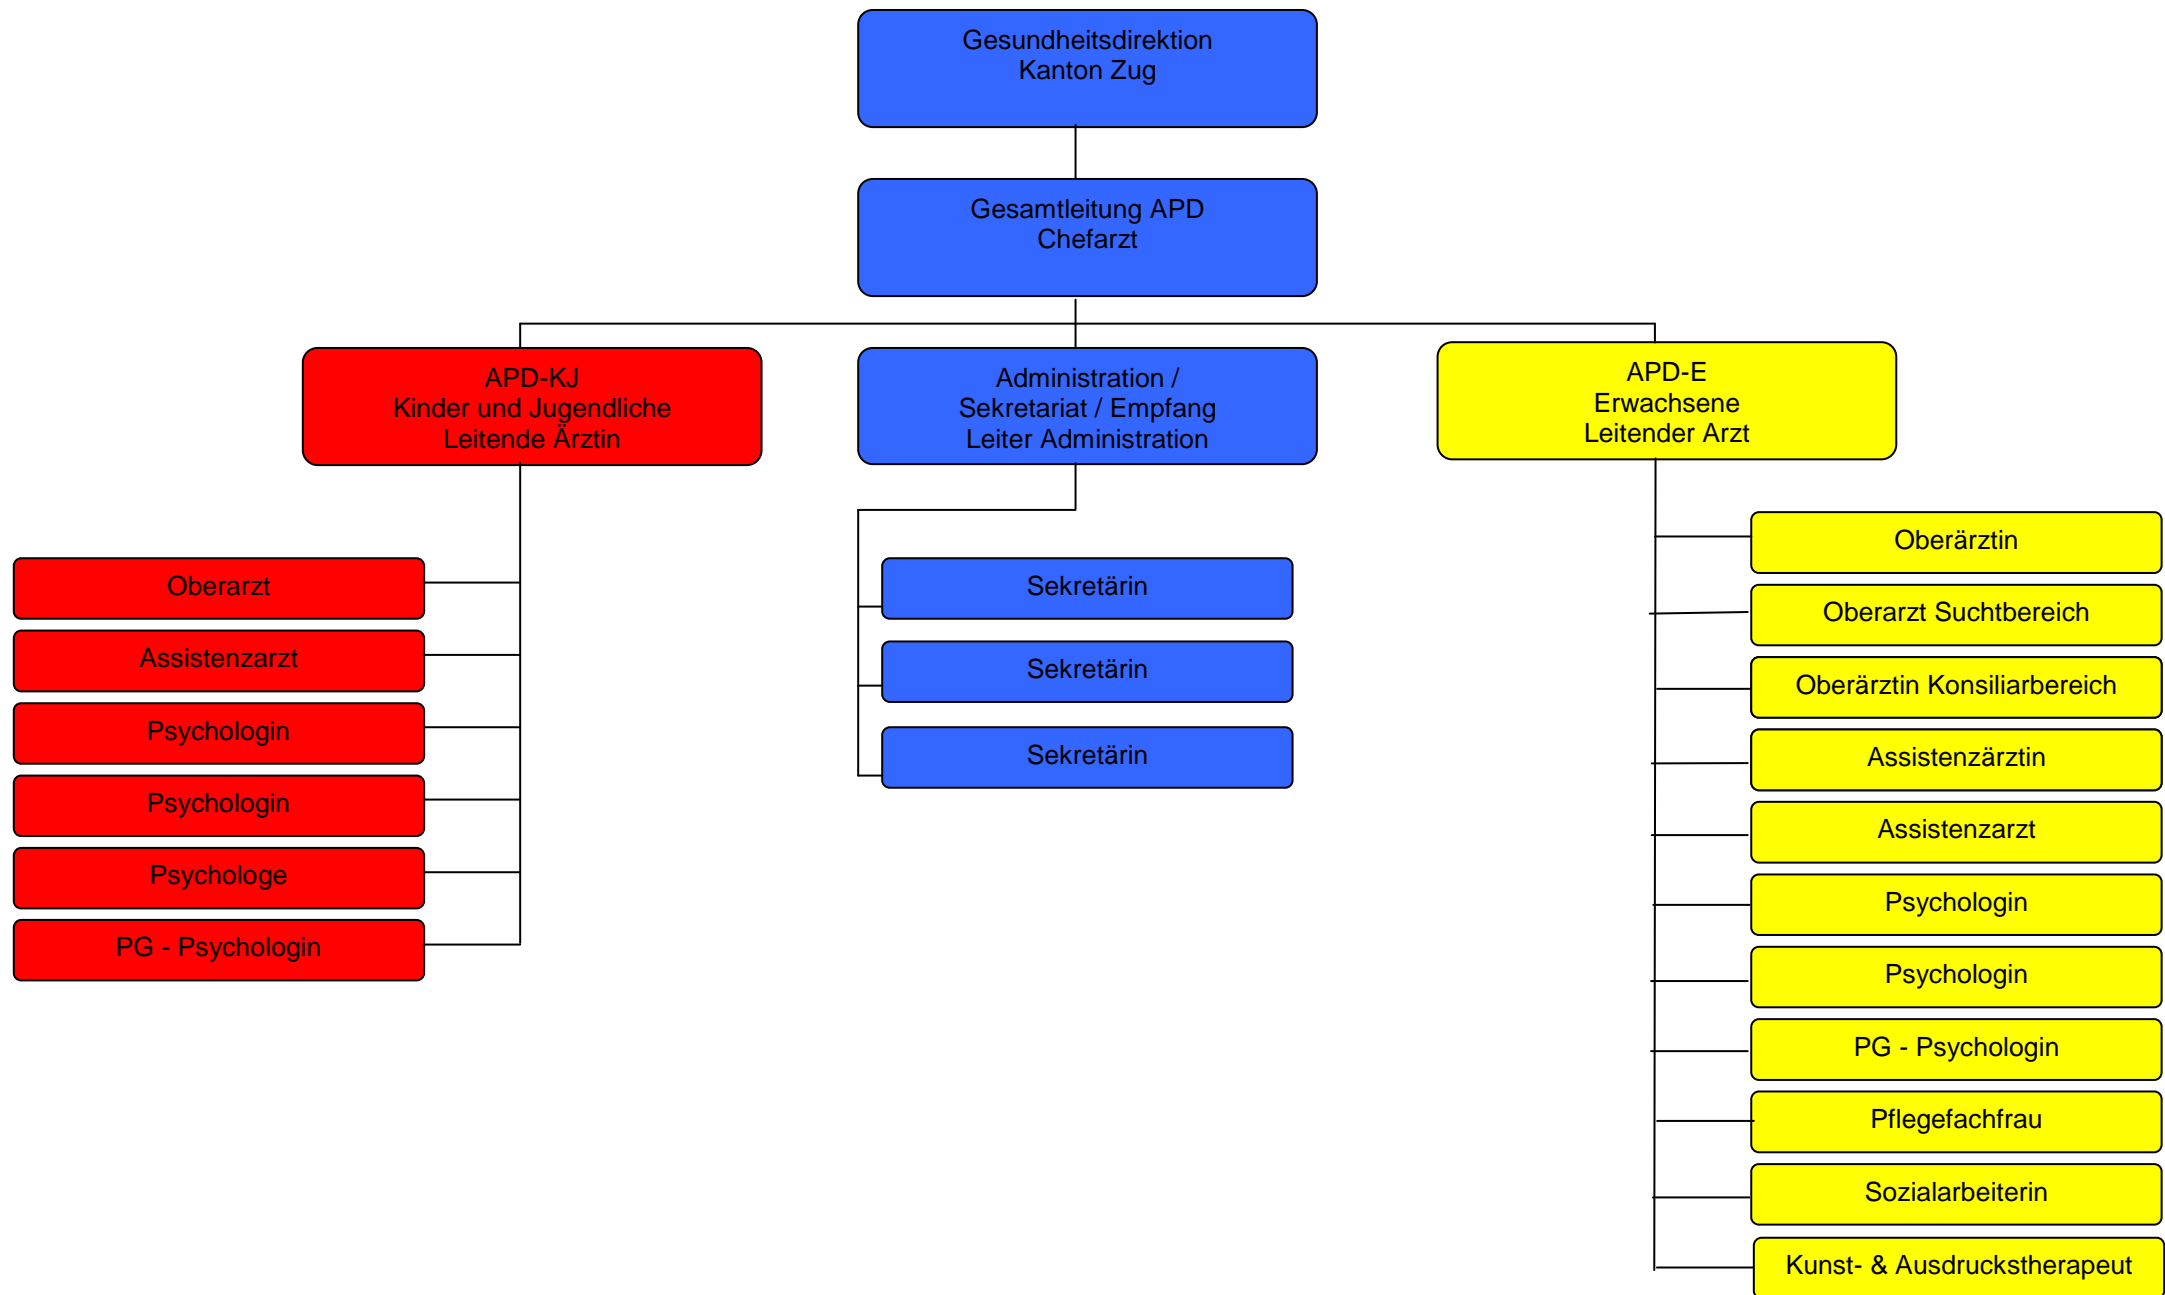 Gesundheitsdirektion
Kanton Zug
Gesamtleitung APD
Chefarzt
APD-KJ
Kinder und Jugendliche
Leitende Ärztin
Administration /
Sekretariat / Empfang
Leiter Administration
APD-E
Erwachsene
Leitender Arzt
Oberarzt
Assistenzarzt
Psychologin
Psychologin
Psychologe
PG - Psychologin
Sekretärin
Sekretärin
Sekretärin
Oberärztin
Oberarzt Suchtbereich
Oberärztin Konsiliarbereich
Assistenzärztin
Assistenzarzt
Psychologin
Psychologin
PG - Psychologin
Pflegefachfrau
Sozialarbeiterin
Kunst- & Ausdruckstherapeut